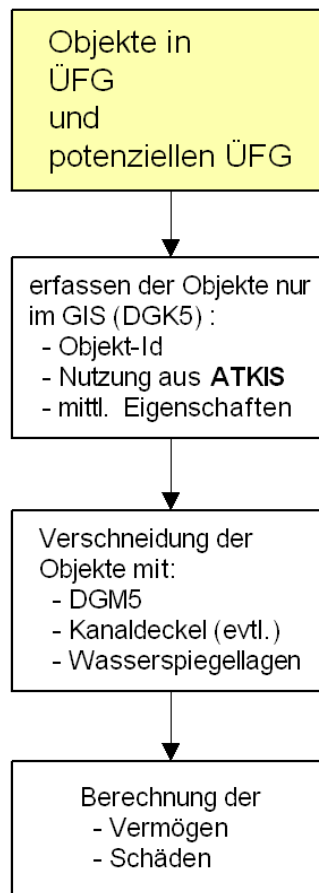 Objekte in
ÜFG
und
potenziellen ÜFG
erfassen der Objekte nur
im GIS (DGK5) :
- Objekt-Id
- Nutzung aus ATKIS
- mittl. Eigenschaften
Verschneidung der
Objekte mit:
- DGM5
- Kanaldeckel (evtl.)
- Wasserspiegellagen
Berechnung der
- Vermögen
- Schäden